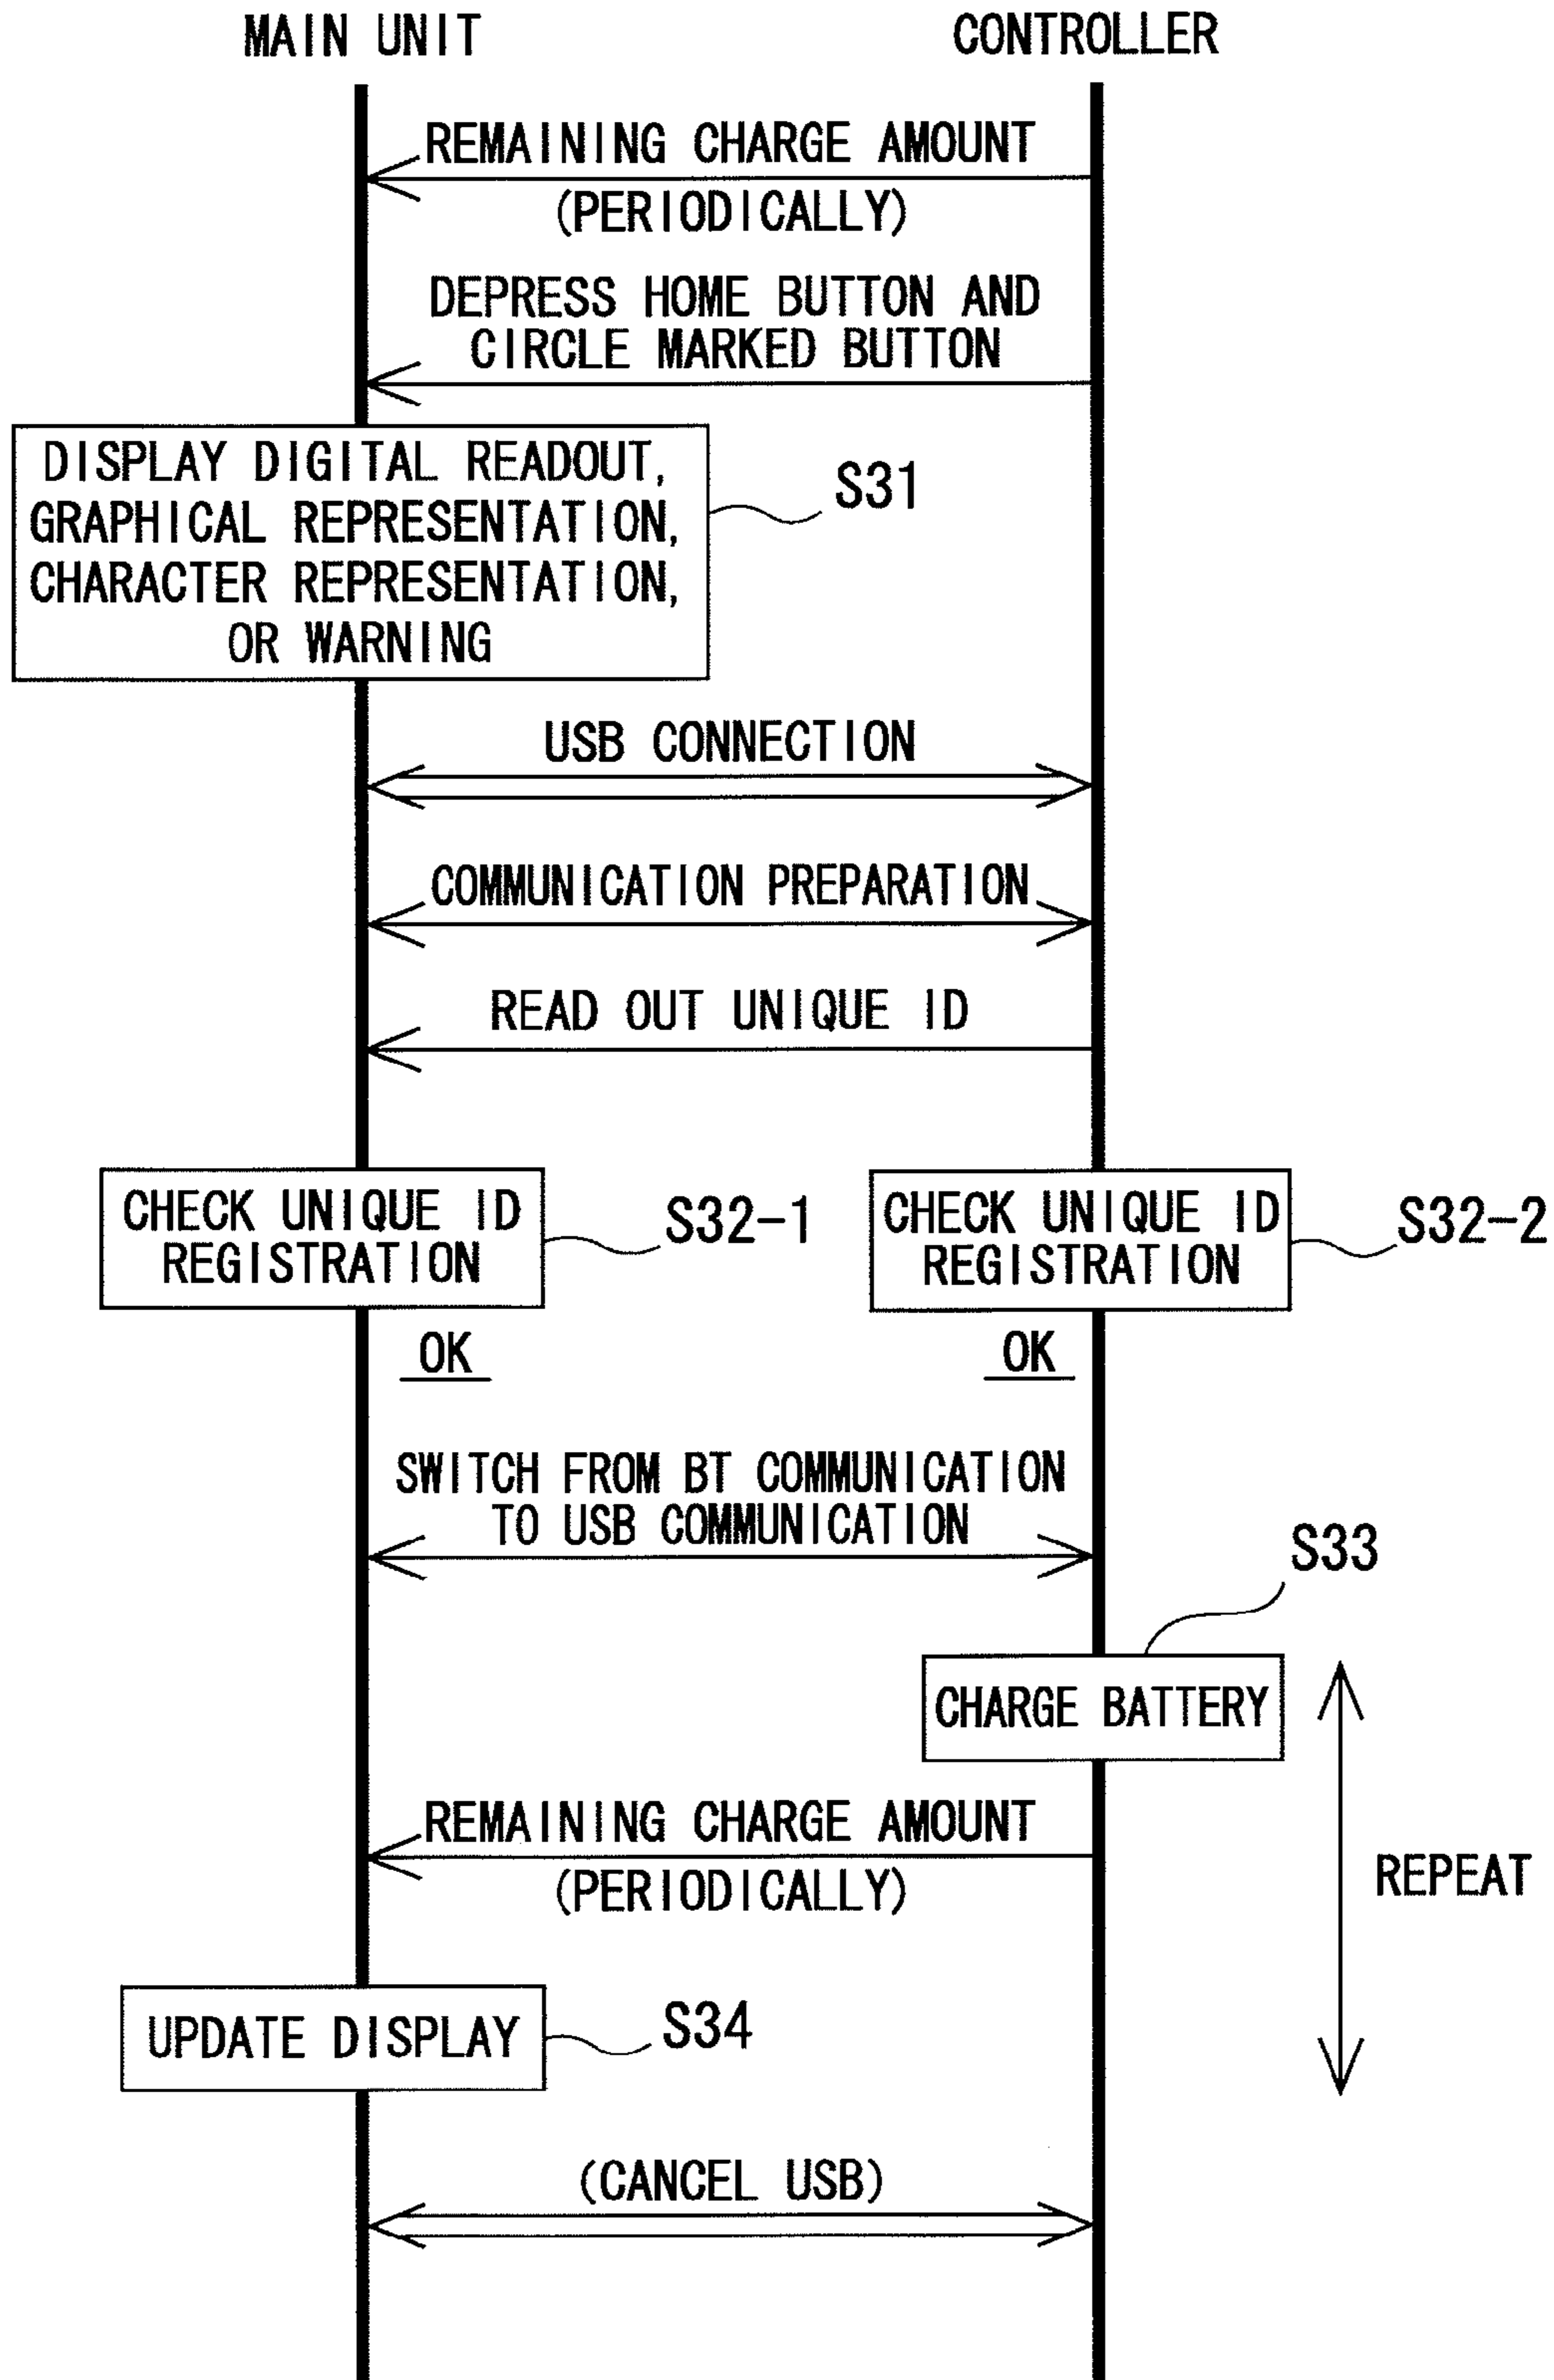 MAIN UNIT
CONTROLLER
REMAINING CHARGE AMOUNT
(PERIODICALLY)
DEPRESS HOME BUTTON AND
CIRCLE MARKED BUTTON
DISPLAY DIGITAL READOUT,
GRAPHICAL REPRESENTATION,
CHARACTER REPRESENTATION,
OR WARNING
S31
USB CONNECTION
COMMUNICATION PREPARATION
READ OUT UNIQUE ID
CHECK UNIQUE ID
REGISTRATION
S32-1
CHECK UNIQUE ID
REGISTRATION
S32-2
OK
OK
SWITCH FROM BT COMMUNICATION
TO USB COMMUNICATION
S33
CHARGE BATTERY
REMAINING CHARGE AMOUNT
(PERIODICALLY)
REPEAT
UPDATE DISPLAY
S34
(CANCEL USB)